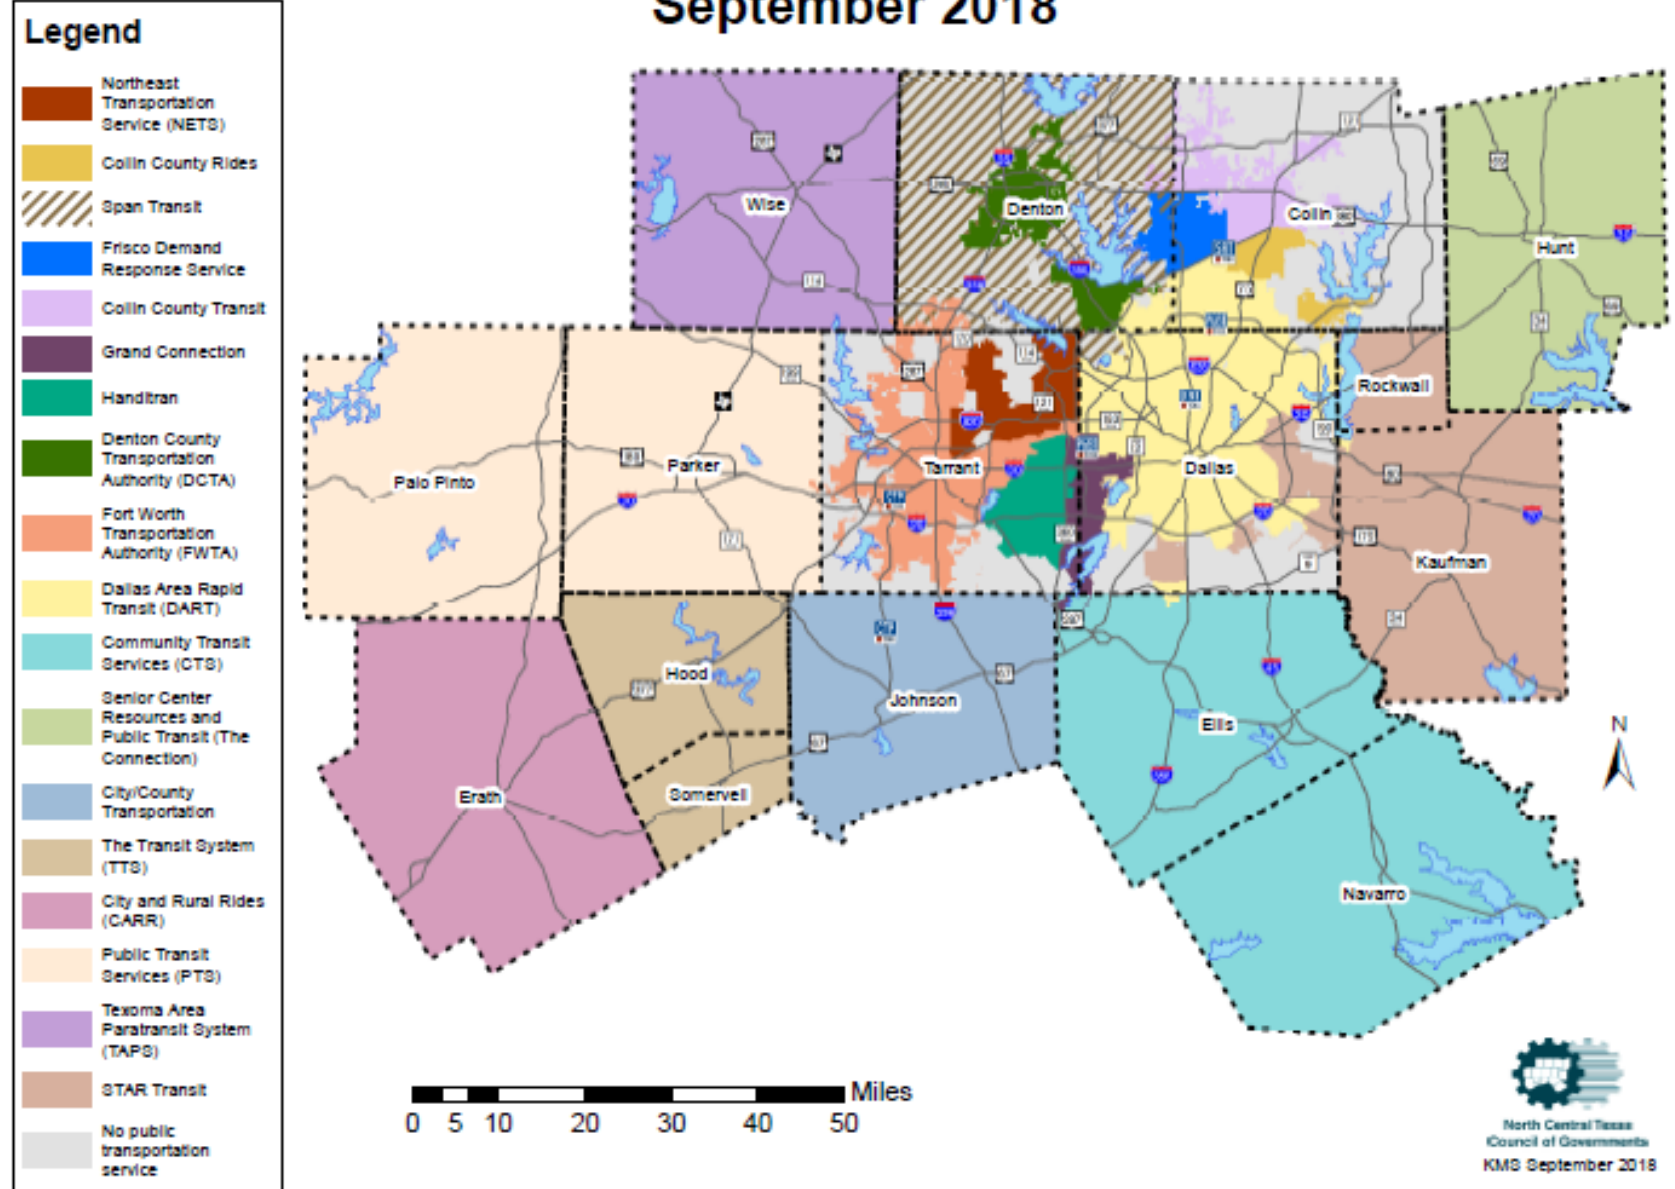 September 2018
Legend
Northeast
Transportation
Service (NETS)
Collin County Rides
Span Transit
Frisco Demand
Response Service
Collin County Transit
Grand Connection
Handitran
Denton County
Transportation
Authority (DCTA)
Fort Worth
Transportation
Authority (FWTA)
Dallas Area Rapid
Transit (DART)
Community Transit
Services (CTS)
Senior Center
Resources and
Public Transit (The
Connection)
City/County
Transportation
The Transit System
(TTS)
City and Rural Rides
(CARR)
Public Transit
Services (PTS)
Texoma Area
Paratransit System
(TAPS)
STAR Transit
No public
transportation
service
Wise
Denton
Collin
Hunt
Palo Pinto
Parker
Tarrant
Dallas
Rockwall
Kaufman
Erath
Hood
Somervell
Johnson
Ellis
Navarro
287
114
377
67
67
N
Miles
0 5 10 20 30 40 50
North Central Texas
Council of Governments
KMS September 2018